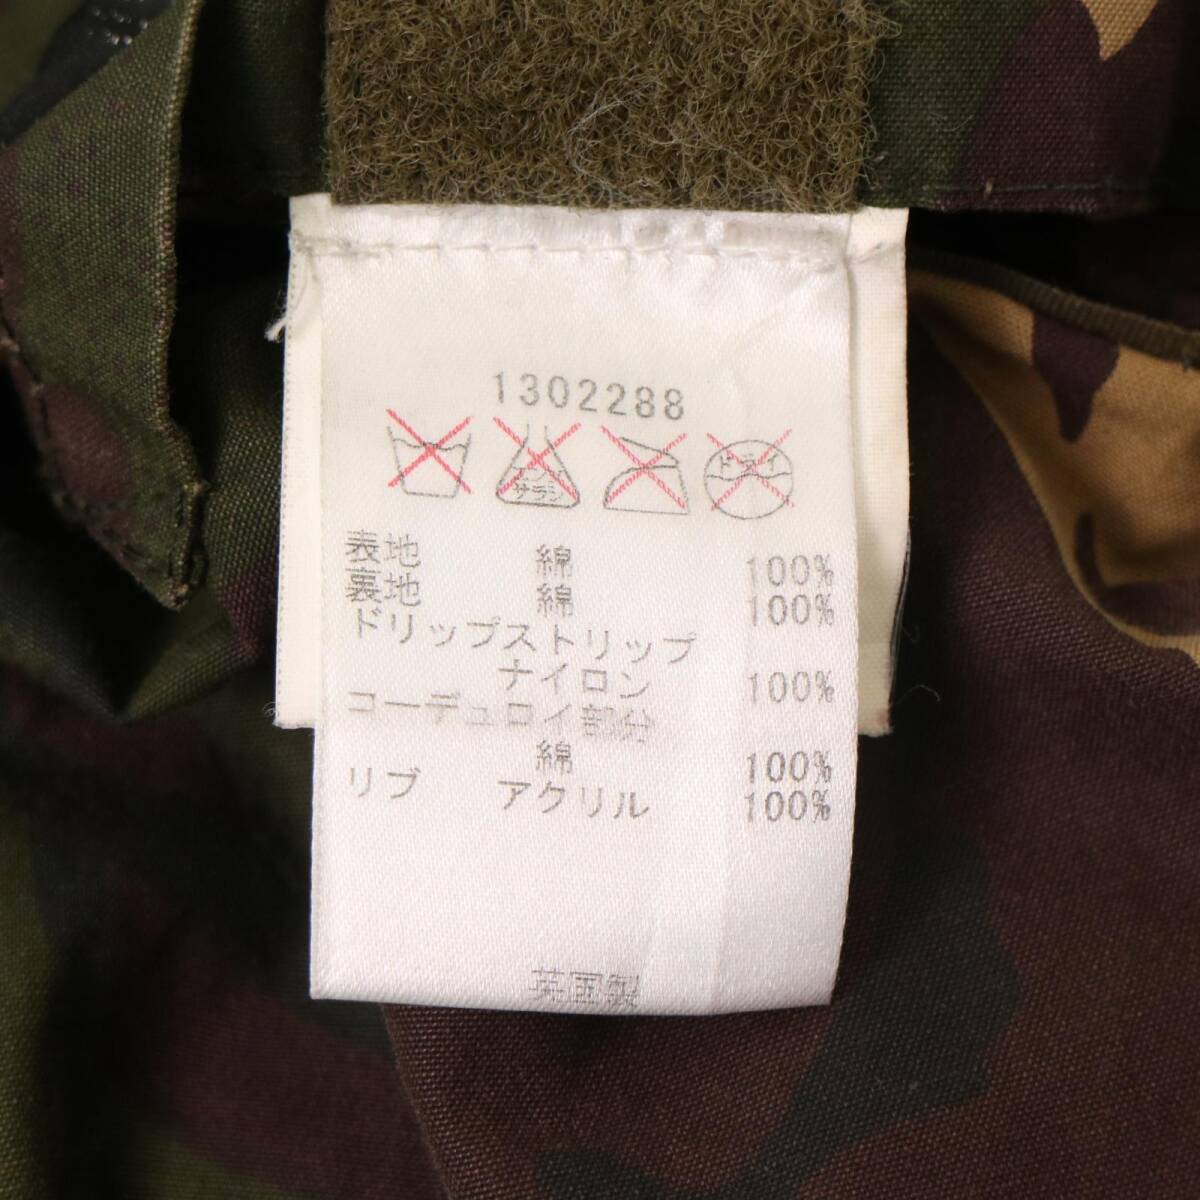 1302288
エンソ サラシ
ドライ
表地 綿 100%
裏地 綿 100%
ドリップストリップ
ナイロン 100%
コーデュロイ部分
綿 100%
リブ アクリル 100%
英国製